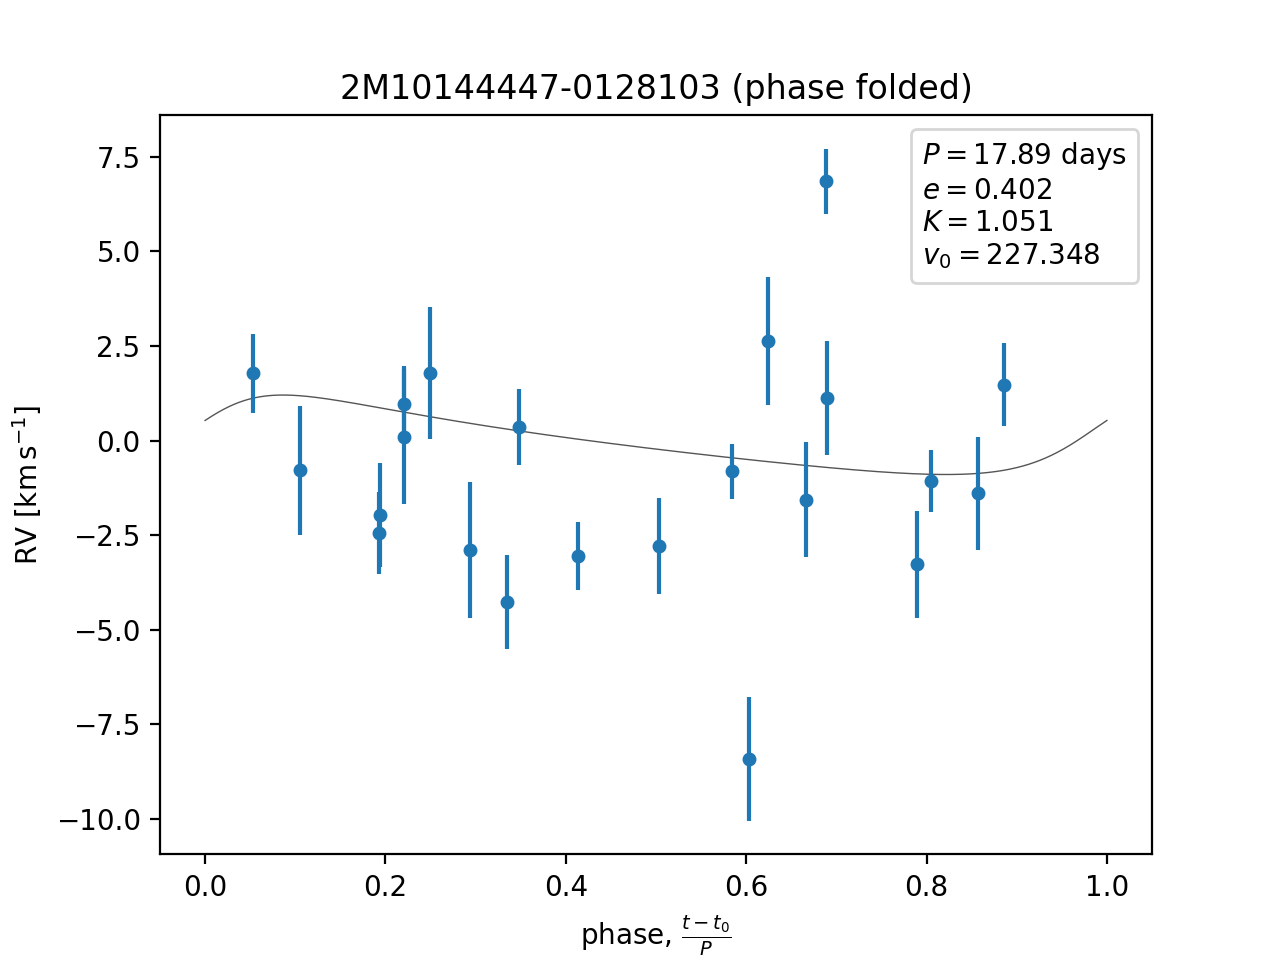 2M10144447-0128103 (phase folded)
P = 17.89 days
e = 0.402
K = 1.051
v₀ = 227.348
RV [km s⁻¹]
7.5
5.0
2.5
0.0
−2.5
−5.0
−7.5
−10.0
0.0 0.2 0.4 0.6 0.8 1.0
phase, (t − t₀)/P